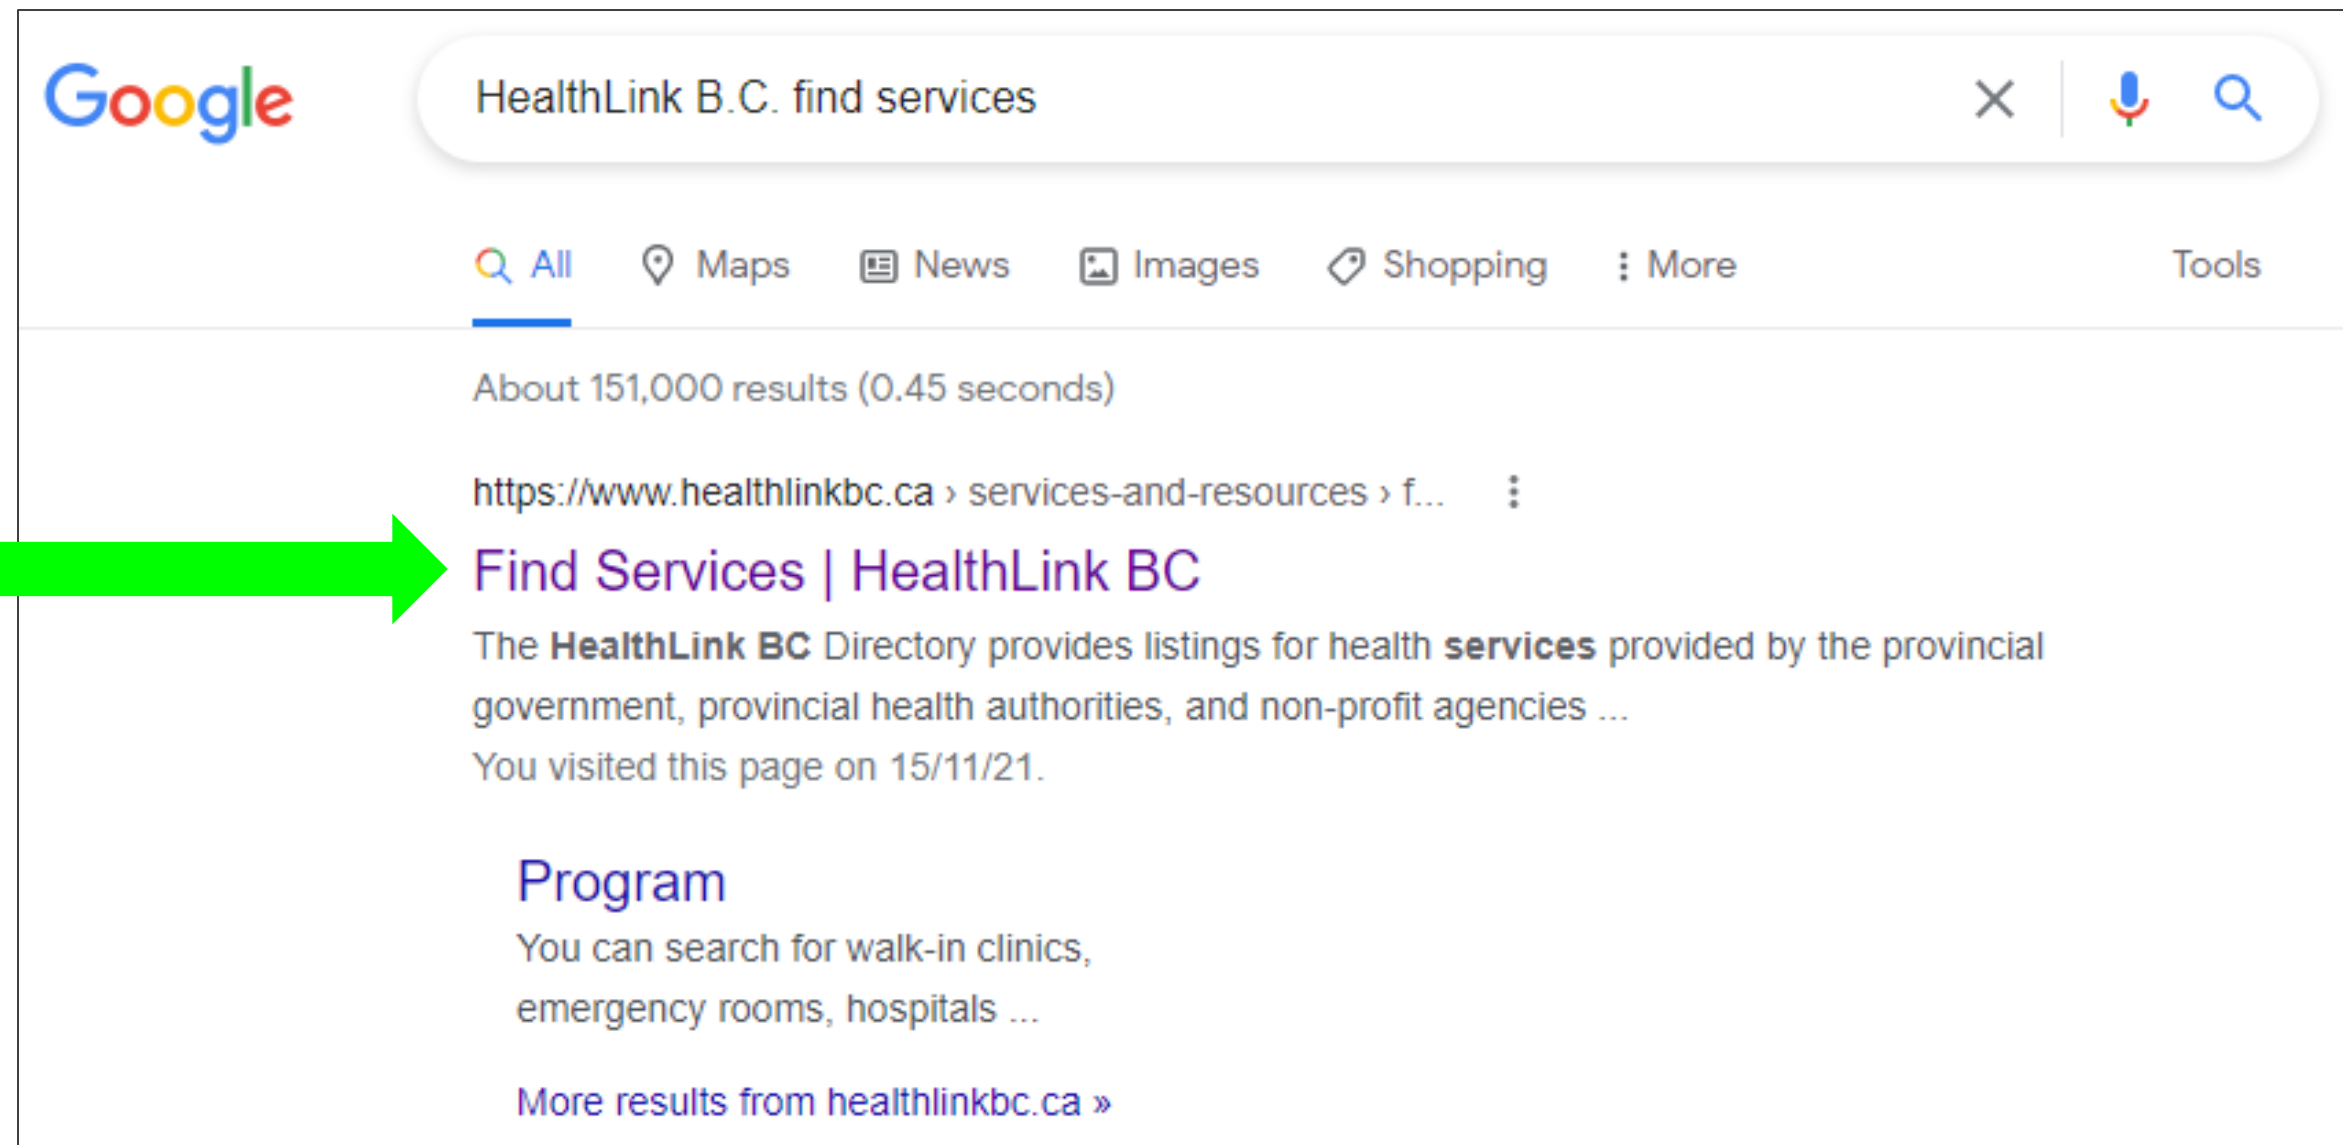 Google
HealthLink B.C. find services
All Maps News Images Shopping More Tools
About 151,000 results (0.45 seconds)
https://www.healthlinkbc.ca › services-and-resources › f...
Find Services | HealthLink BC
The HealthLink BC Directory provides listings for health services provided by the provincial
government, provincial health authorities, and non-profit agencies ...
You visited this page on 15/11/21.
Program
You can search for walk-in clinics,
emergency rooms, hospitals ...
More results from healthlinkbc.ca »